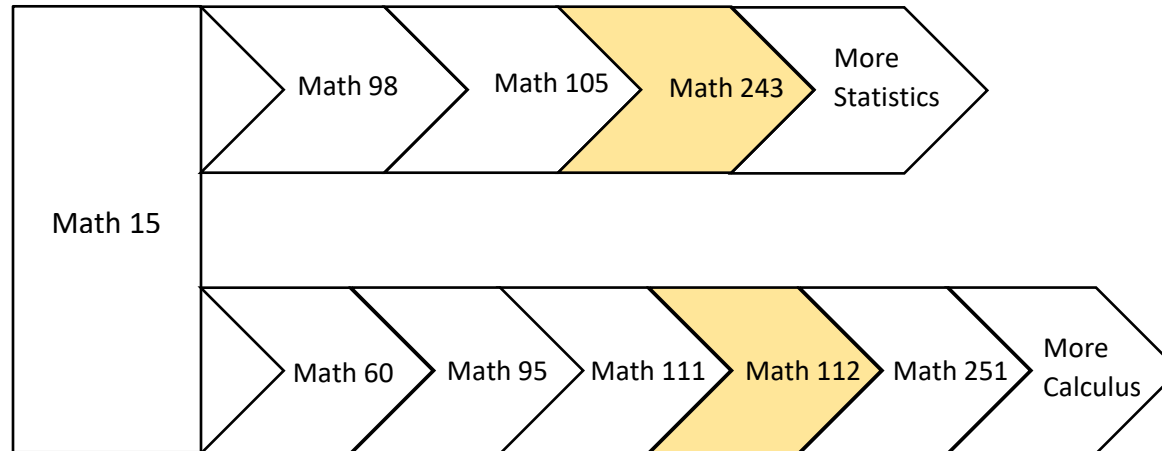 Math 15
Math 98
Math 105
Math 243
More
Statistics
Math 60
Math 95
Math 111
Math 112
Math 251
More
Calculus